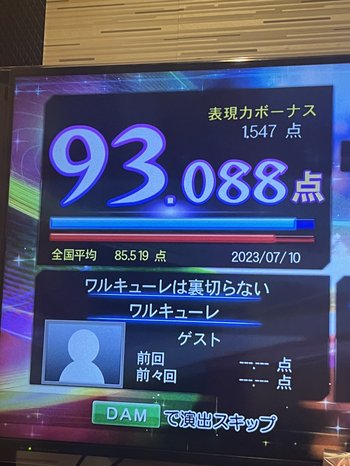 表現力ボーナス
1.547 点
93.088点
全国平均 85.519 点 2023/07/10
ワルキューレは裏切らない
ワルキューレ
ゲスト
前回 --.--- 点
前々回 --.--- 点
DAM で演出スキップ